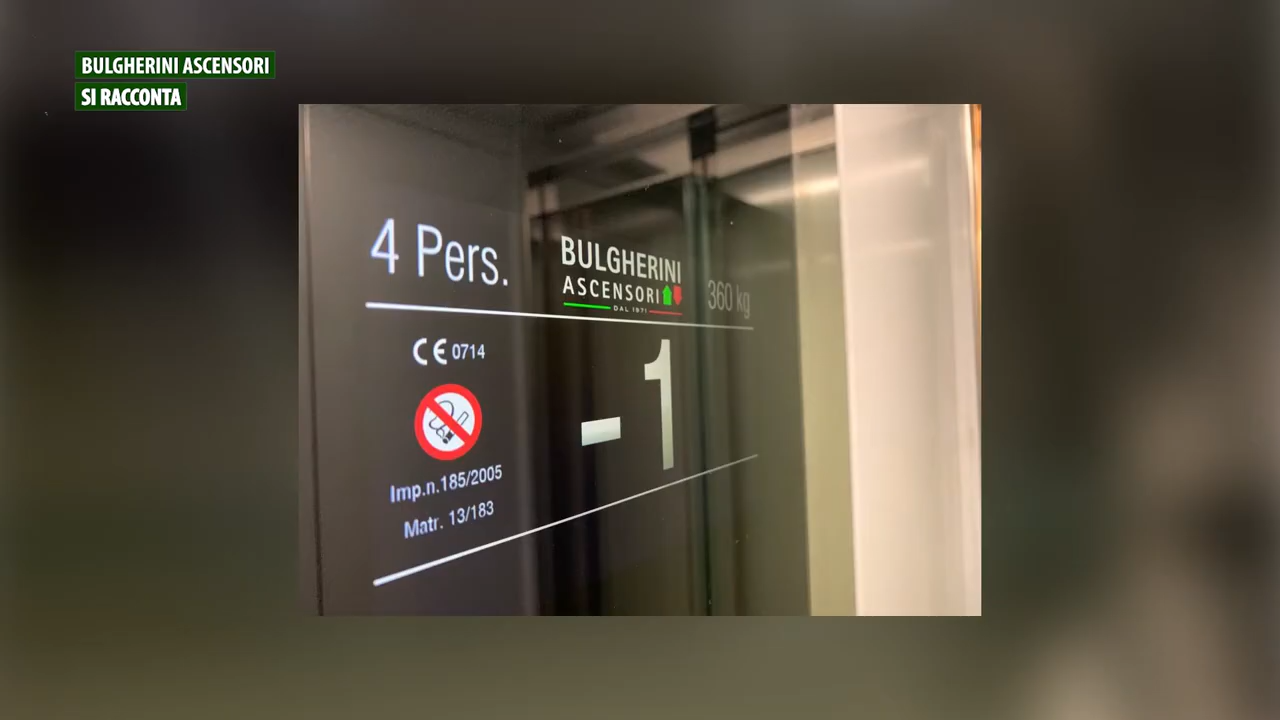 BULGHERINI ASCENSORI
SI RACCONTA
4 Pers.
BULGHERINI
ASCENSORI
DAL 1971
360 kg
CE 0714
-1
Imp.n.185/2005
Matr. 13/183